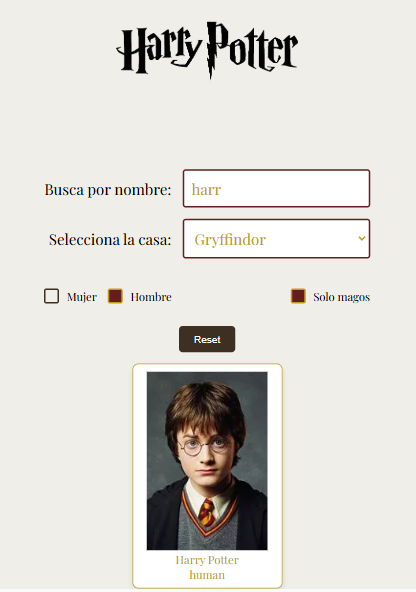 Harry Potter
Busca por nombre: harr
Selecciona la casa: Gryffindor
Mujer Hombre Solo magos
Reset
Harry Potter
human